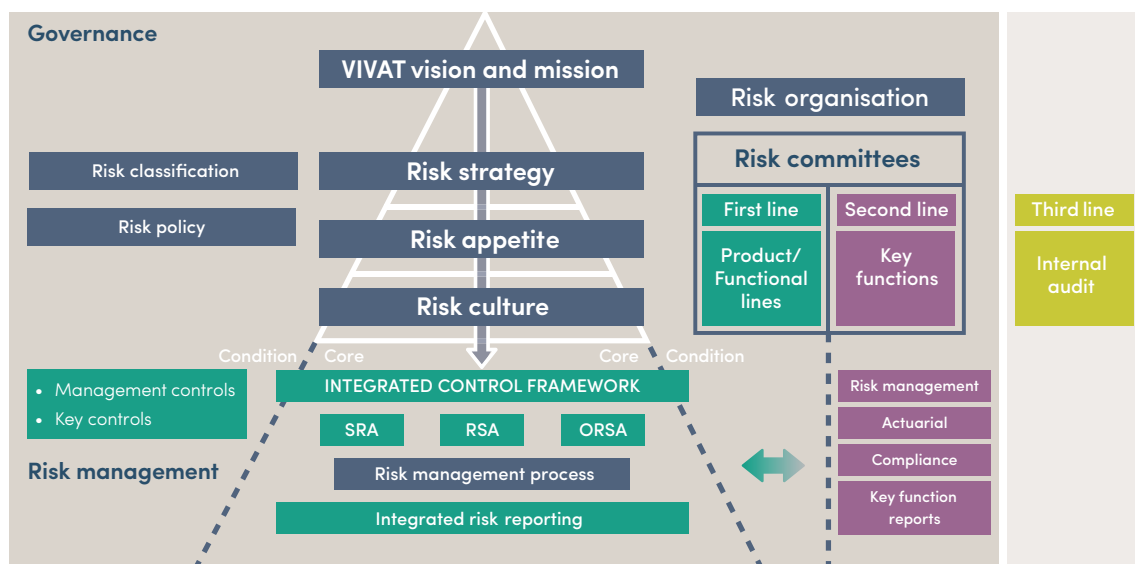 Governance
VIVAT vision and mission
Risk organisation
Risk classification
Risk strategy
Risk committees
Risk policy
Risk appetite
First line
Second line
Third line
Product/
Functional
lines
Key
functions
Internal
audit
Risk culture
Condition
Core
Core
Condition
• Management controls
• Key controls
INTEGRATED CONTROL FRAMEWORK
SRA
RSA
ORSA
Risk management
Risk management process
Integrated risk reporting
Risk management
Actuarial
Compliance
Key function
reports